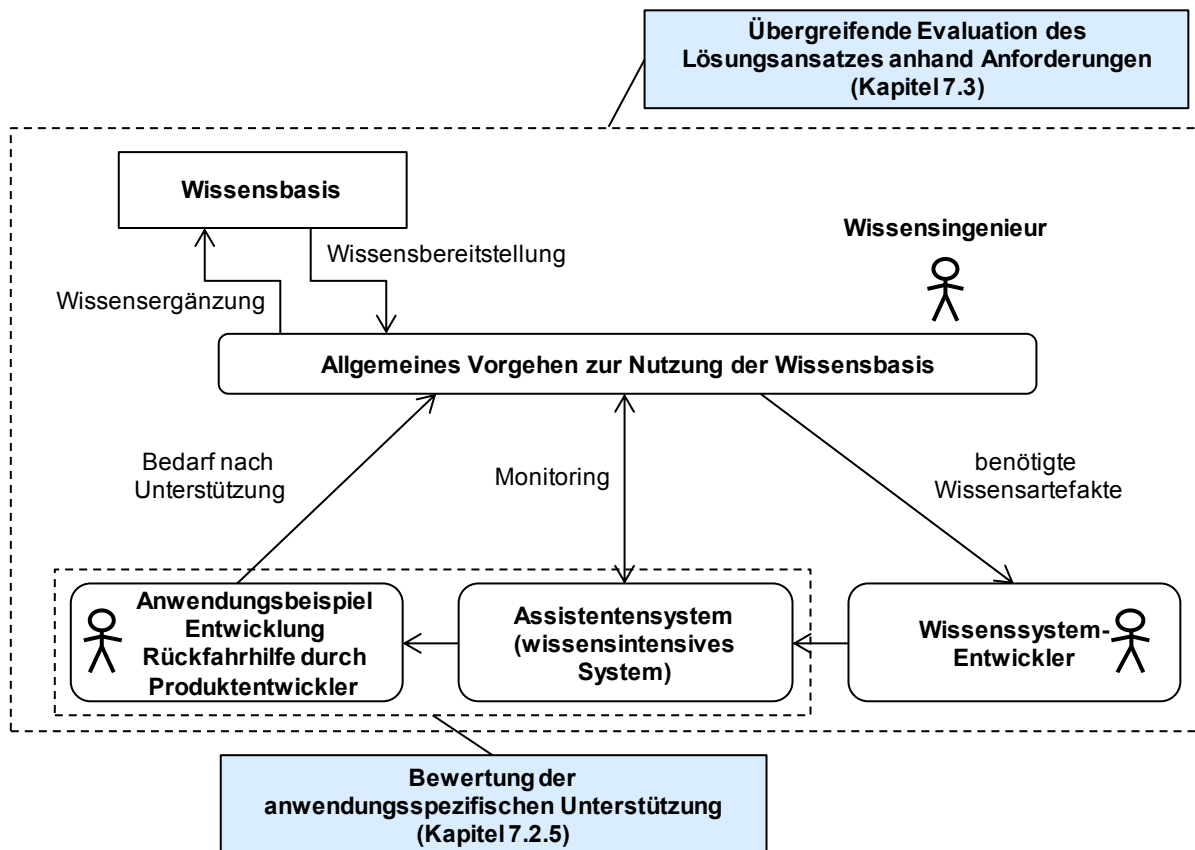 Übergreifende Evaluation des
Lösungsansatzes anhand Anforderungen
(Kapitel 7.3)
Wissensbasis
Wissensingenieur
Wissensbereitstellung
Wissensergänzung
Allgemeines Vorgehen zur Nutzung der Wissensbasis
Bedarf nach
Unterstützung
Monitoring
benötigte
Wissensartefakte
Anwendungsbeispiel
Entwicklung
Rückfahrhilfe durch
Produktentwickler
Assistentensystem
(wissensintensives
System)
Wissenssystem-
Entwickler
Bewertung der
anwendungsspezifischen Unterstützung
(Kapitel 7.2.5)